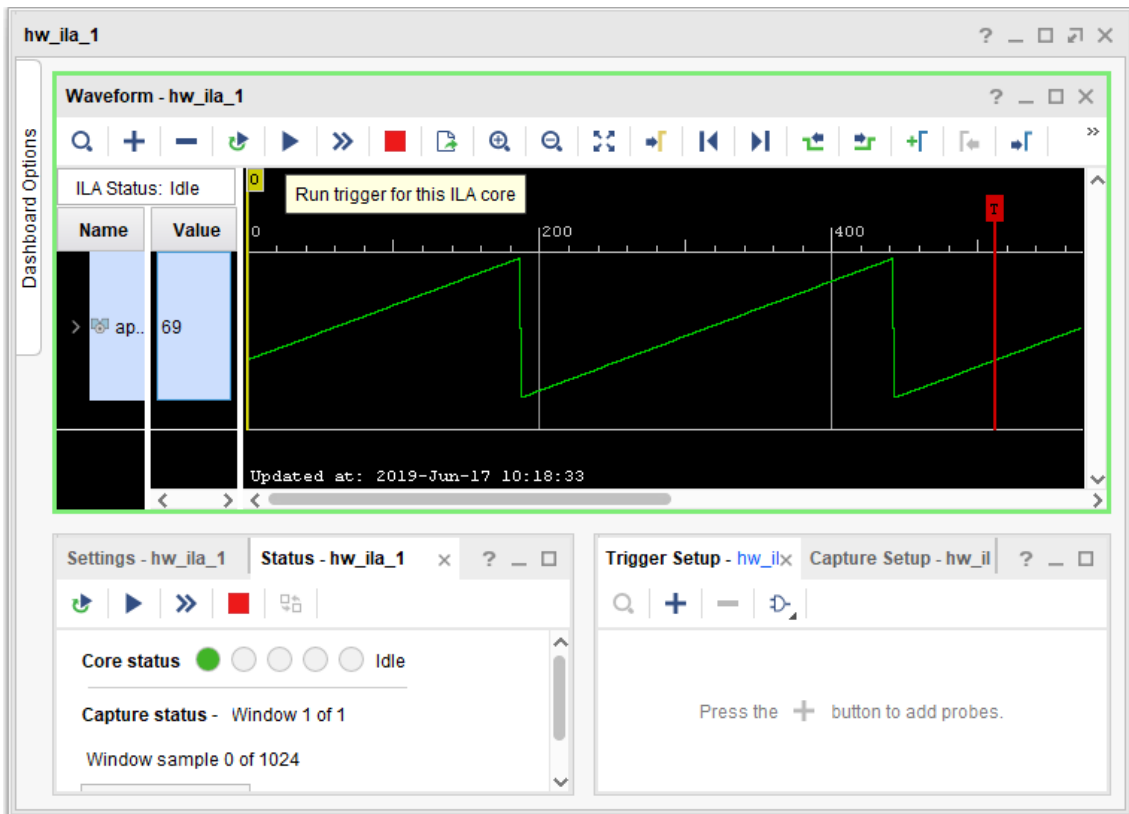 hw_ila_1
Dashboard Options
Waveform - hw_ila_1
ILA Status: Idle
0
Run trigger for this ILA core
T
Name Value
0 200 400
ap.. 69
Updated at: 2019-Jun-17 10:18:33
Settings - hw_ila_1 Status - hw_ila_1
Trigger Setup - hw_il Capture Setup - hw_il
Core status Idle
Capture status - Window 1 of 1
Window sample 0 of 1024
Press the + button to add probes.